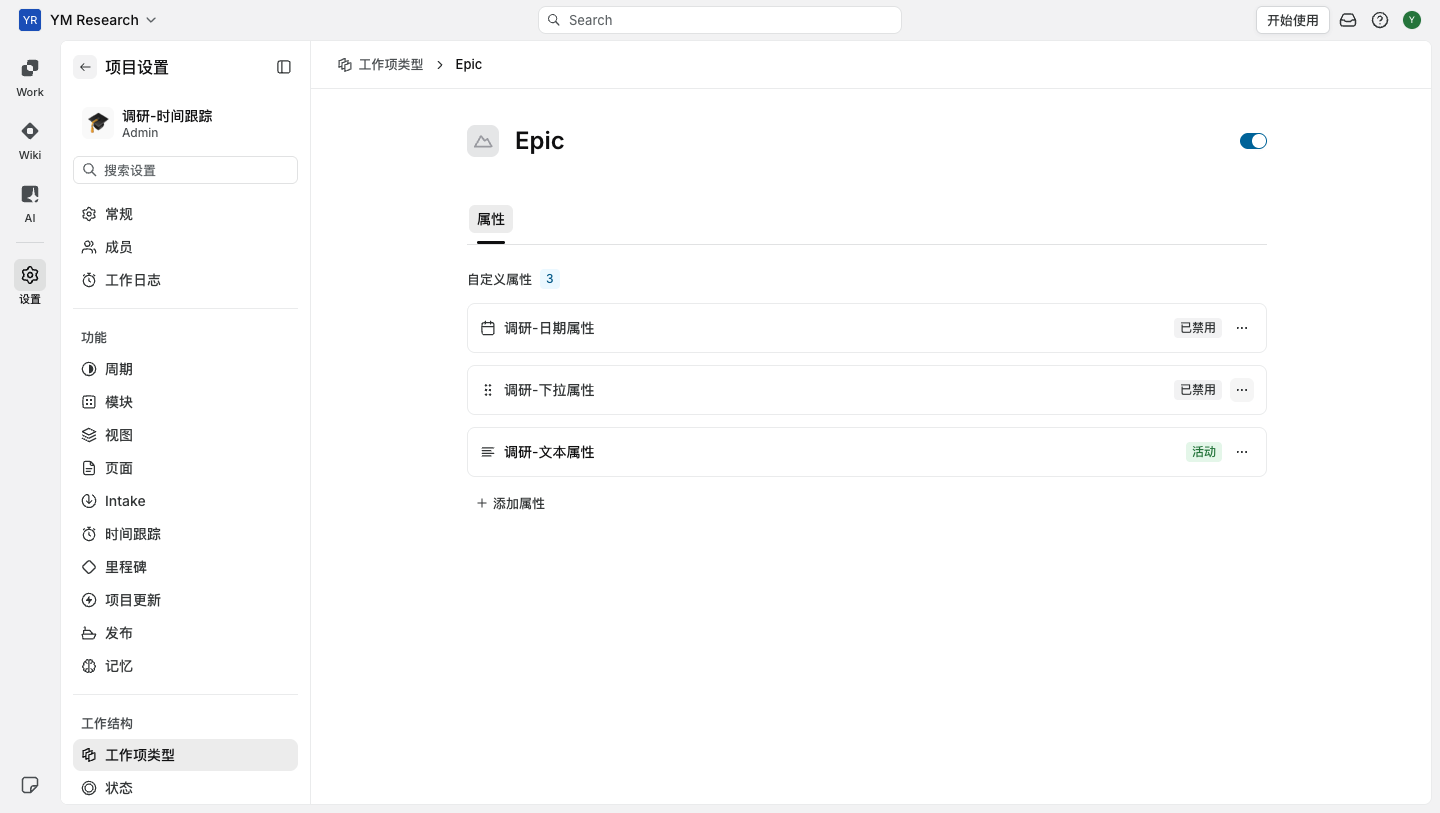 YR YM Research
Search
开始使用
Y
Work
Wiki
AI
设置
项目设置
调研-时间跟踪
Admin
搜索设置
常规
成员
工作日志
功能
周期
模块
视图
页面
Intake
时间跟踪
里程碑
项目更新
发布
记忆
工作结构
工作项类型
状态
工作项类型 Epic
Epic
属性
自定义属性 3
调研-日期属性 已禁用
调研-下拉属性 已禁用
调研-文本属性 活动
添加属性